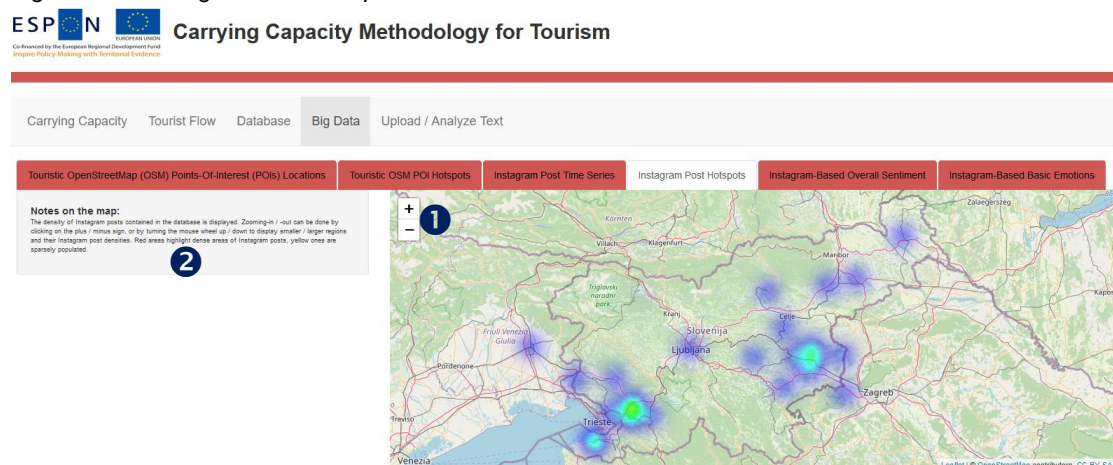 ESPON
EUROPEAN UNION
Co-financed by the European Regional Development Fund
Inspire Policy Making with Territorial Evidence
Carrying Capacity Methodology for Tourism
Carrying Capacity Tourist Flow Database Big Data Upload / Analyze Text
Touristic OpenStreetMap (OSM) Points-Of-Interest (POIs) Locations Touristic OSM POI Hotspots Instagram Post Time Series Instagram Post Hotspots Instagram-Based Overall Sentiment Instagram-Based Basic Emotions
Notes on the map:
The density of Instagram posts contained in the database is displayed. Zooming-in / -out can be done by
clicking on the plus / minus sign, or by turning the mouse wheel up / down to display smaller / larger regions
and their Instagram post densities. Red areas highlight dense areas of Instagram posts, yellow ones are
sparsely populated.
2
+
−
1
Zalaegerszeg
Kärnten
Villach
Klagenfurt
Maribor
Triglavski
narodni
park
Kapos
Kranj
Celje
Slovenija
Friuli Venezia
Giulia
Ljubljana
Pordenone
Zagreb
Treviso
Trieste
Venezia
Leaflet | © OpenStreetMap contributors, CC-BY-SA